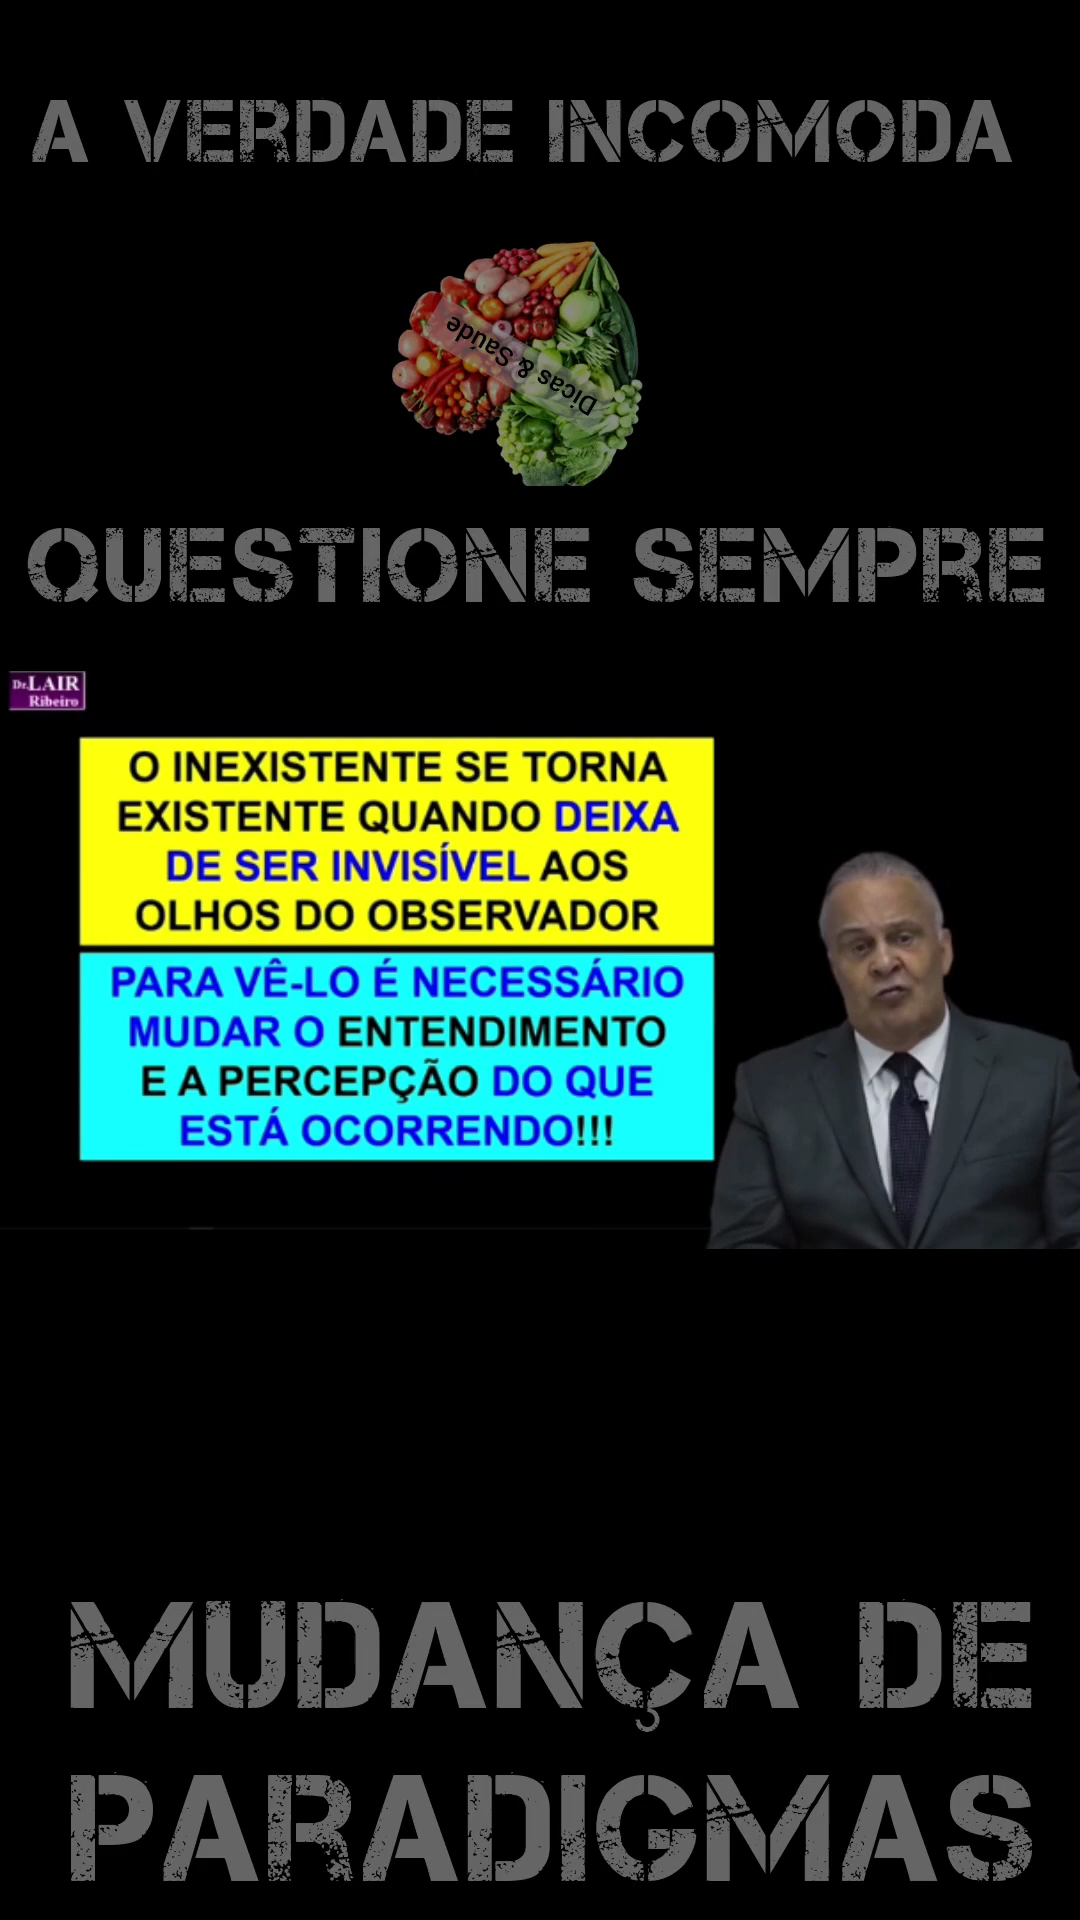 A VERDADE INCOMODA
Dicas & Saúde
QUESTIONE SEMPRE
Dr. LAIR
Ribeiro
O INEXISTENTE SE TORNA
EXISTENTE QUANDO DEIXA
DE SER INVISÍVEL AOS
OLHOS DO OBSERVADOR
PARA VÊ-LO É NECESSÁRIO
MUDAR O ENTENDIMENTO
E A PERCEPÇÃO DO QUE
ESTÁ OCORRENDO!!!
MUDANÇA DE
PARADIGMAS